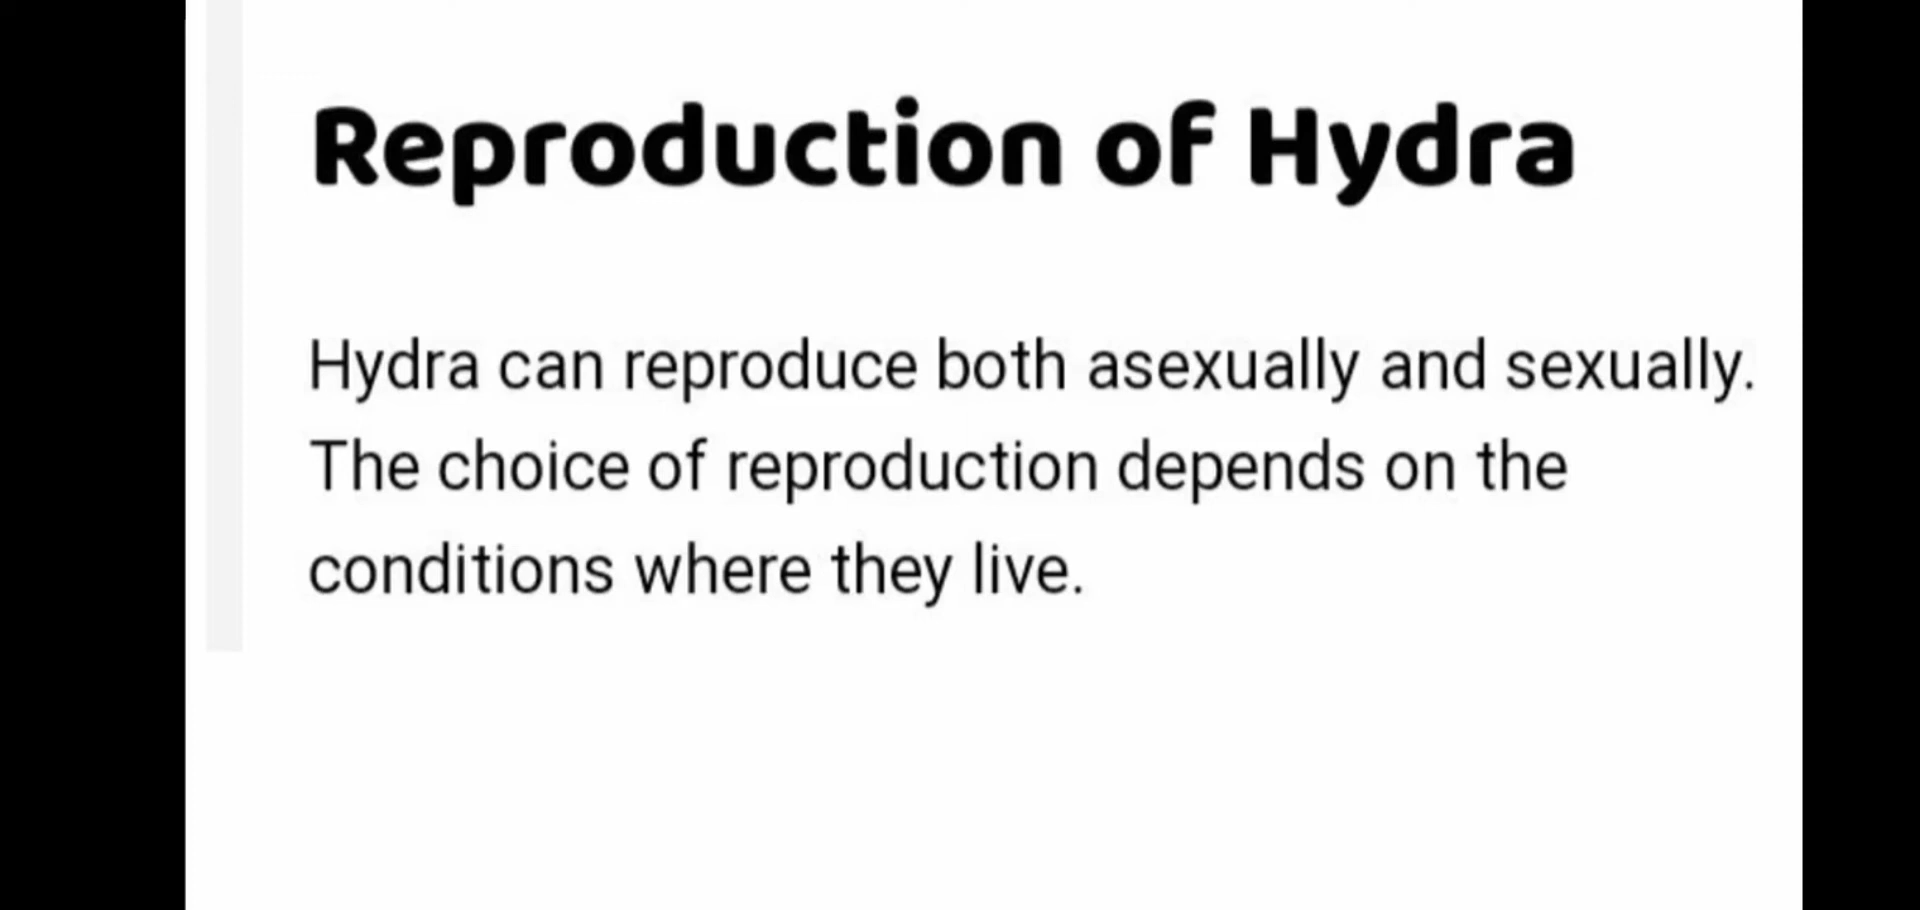 Reproduction of Hydra
Hydra can reproduce both asexually and sexually.
The choice of reproduction depends on the
conditions where they live.